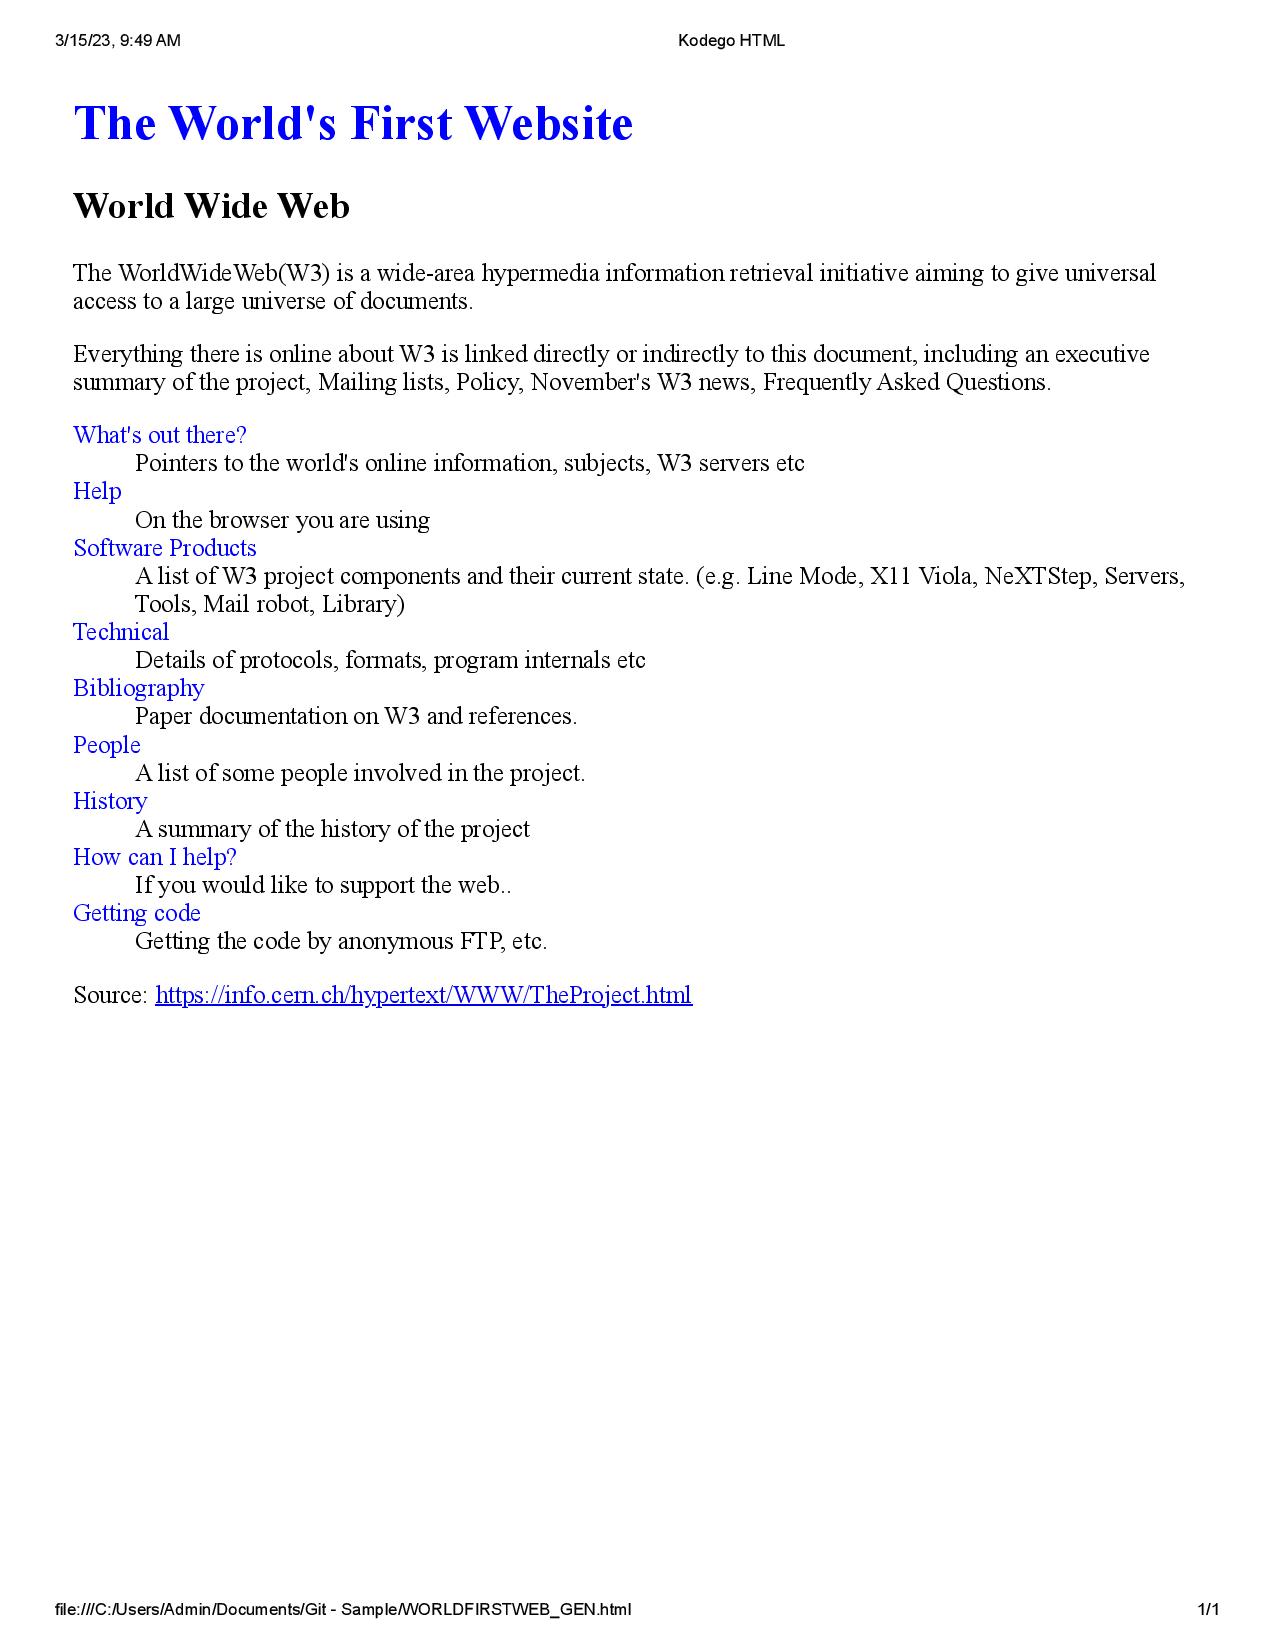 3/15/23, 9:49 AM
Kodego HTML
The World's First Website
World Wide Web
The WorldWideWeb(W3) is a wide-area hypermedia information retrieval initiative aiming to give universal
access to a large universe of documents.
Everything there is online about W3 is linked directly or indirectly to this document, including an executive
summary of the project, Mailing lists, Policy, November's W3 news, Frequently Asked Questions.
What's out there?
Pointers to the world's online information, subjects, W3 servers etc
Help
On the browser you are using
Software Products
A list of W3 project components and their current state. (e.g. Line Mode, X11 Viola, NeXTStep, Servers,
Tools, Mail robot, Library)
Technical
Details of protocols, formats, program internals etc
Bibliography
Paper documentation on W3 and references.
People
A list of some people involved in the project.
History
A summary of the history of the project
How can I help?
If you would like to support the web..
Getting code
Getting the code by anonymous FTP, etc.
Source: https://info.cern.ch/hypertext/WWW/TheProject.html
file:///C:/Users/Admin/Documents/Git - Sample/WORLDFIRSTWEB_GEN.html
1/1